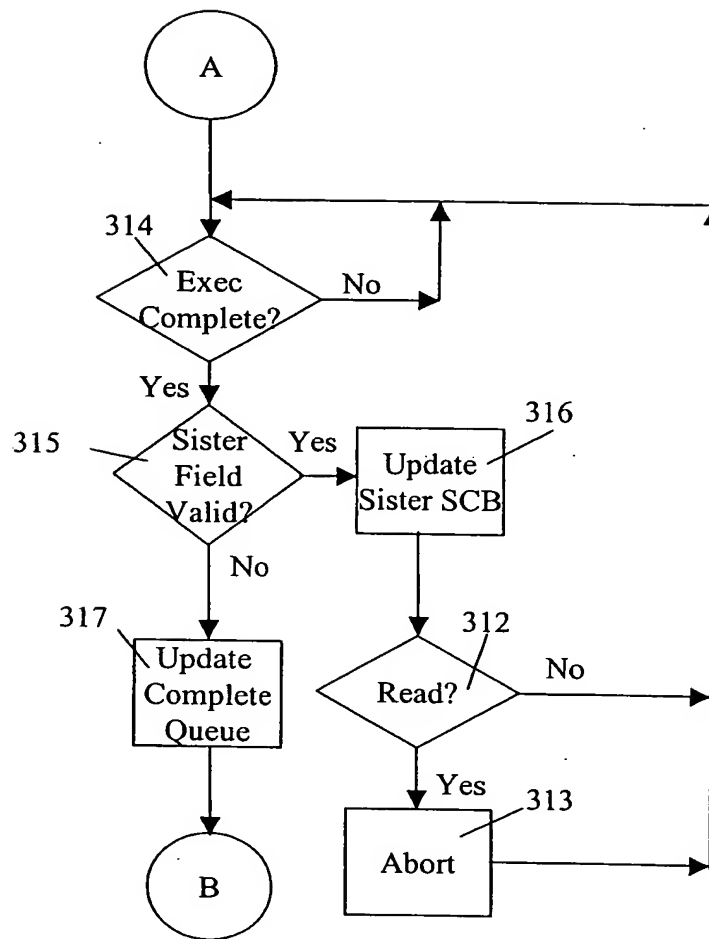 A
314
Exec
Complete?
No
Yes
315
Sister
Field
Valid?
Yes
316
Update
Sister SCB
No
317
Update
Complete
Queue
312
Read?
No
Yes
313
Abort
B